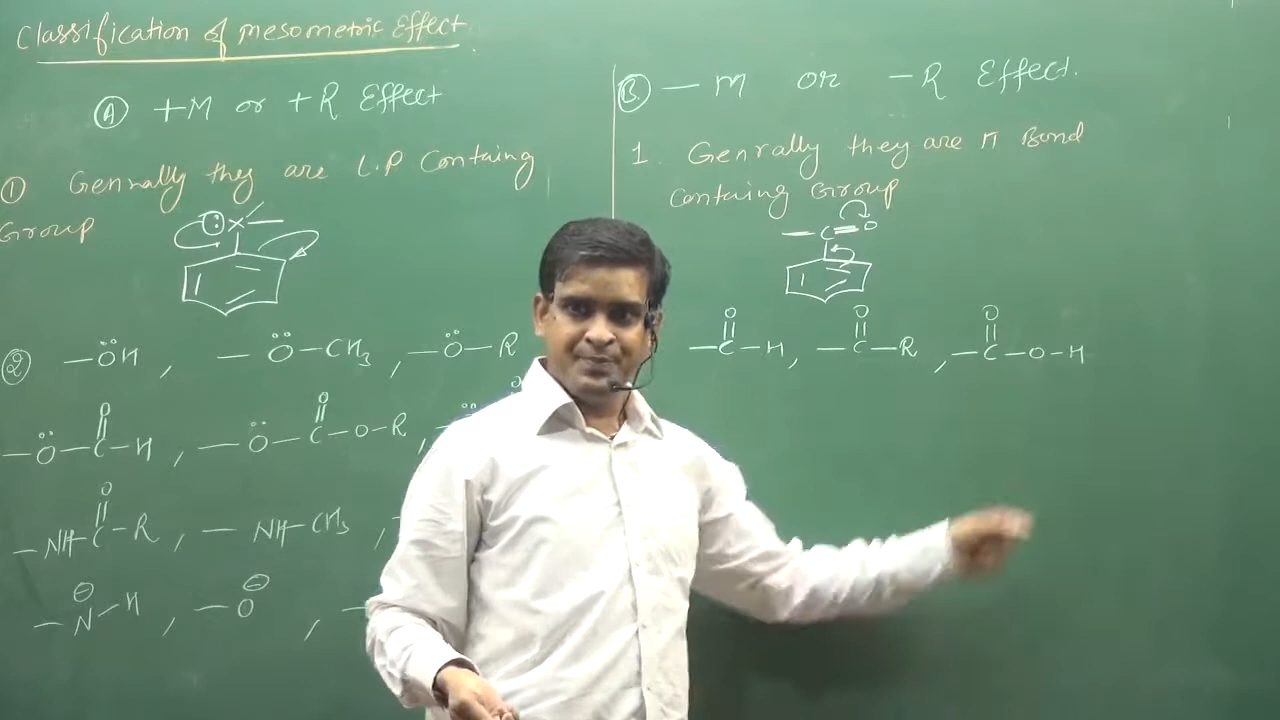 Classification of mesometric Effect.
Ⓐ +M or +R Effect
① Genrally they are L.P Containg
Group
:X
② —ÖH , —Ö—CH₃ , —Ö—R
—Ö—C(=O)—H , —Ö—C(=O)—O—R ,
—NH—C(=O)—R , —NH—CH₃ ,
—N⊖—H , —O⊖ , —
Ⓑ. —M or —R Effect.
1. Genrally they are π Bond
Containg Group
—C=O
—C(=O)—H , —C(=O)—R , —C(=O)—O—H